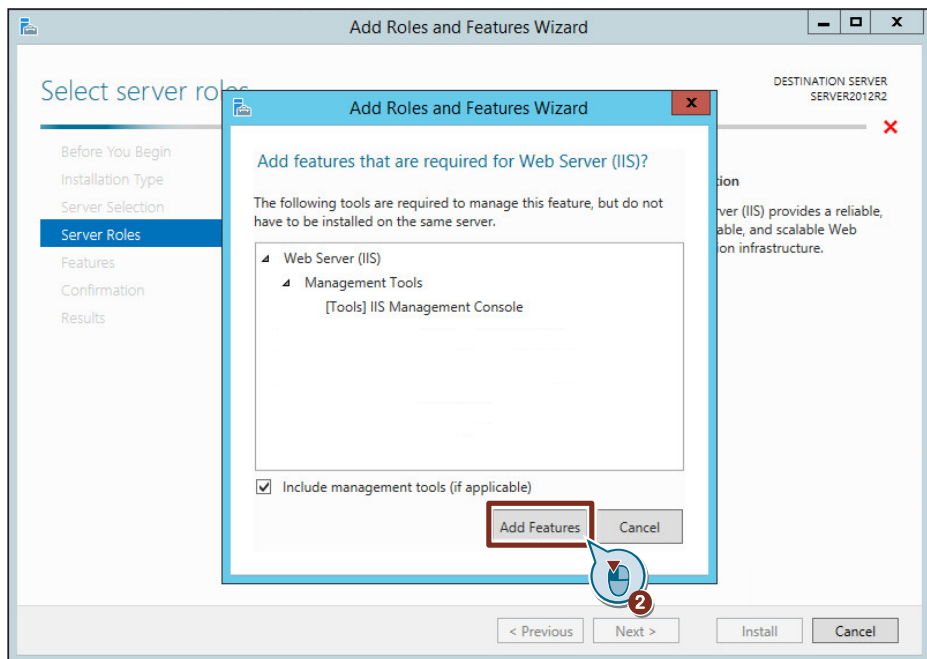 Add Roles and Features Wizard
Select server ro
DESTINATION SERVER
SERVER2012R2
Before You Begin
Installation Type
Server Selection
Server Roles
Features
Confirmation
Results
Add Roles and Features Wizard
Add features that are required for Web Server (IIS)?
The following tools are required to manage this feature, but do not
have to be installed on the same server.
Web Server (IIS)
Management Tools
[Tools] IIS Management Console
Include management tools (if applicable)
Add Features
Cancel
2
tion
rver (IIS) provides a reliable,
able, and scalable Web
ion infrastructure.
< Previous
Next >
Install
Cancel